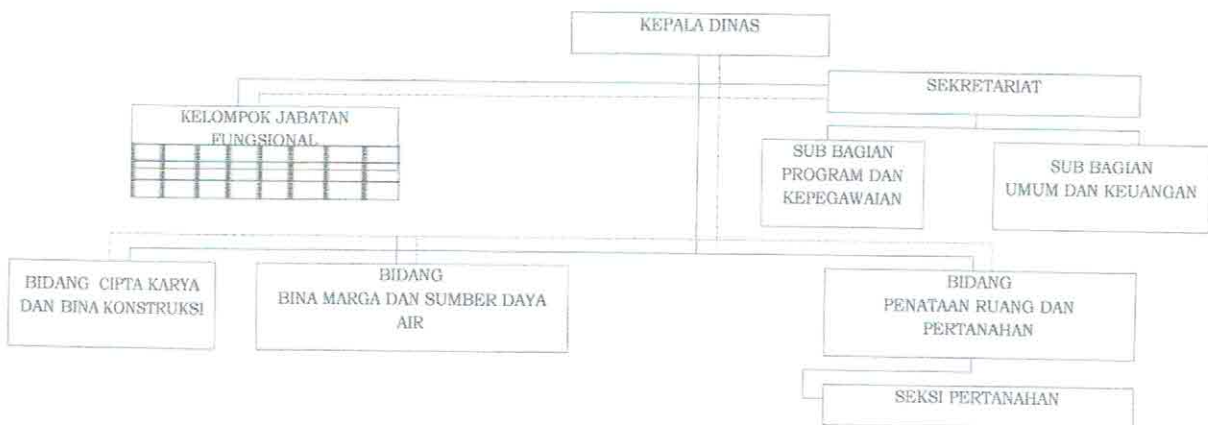 KEPALA DINAS
SEKRETARIAT
KELOMPOK JABATAN
FUNGSIONAL
SUB BAGIAN
PROGRAM DAN
KEPEGAWAIAN
SUB BAGIAN
UMUM DAN KEUANGAN
BIDANG CIPTA KARYA
DAN BINA KONSTRUKSI
BIDANG
BINA MARGA DAN SUMBER DAYA
AIR
BIDANG
PENATAAN RUANG DAN
PERTANAHAN
SEKSI PERTANAHAN